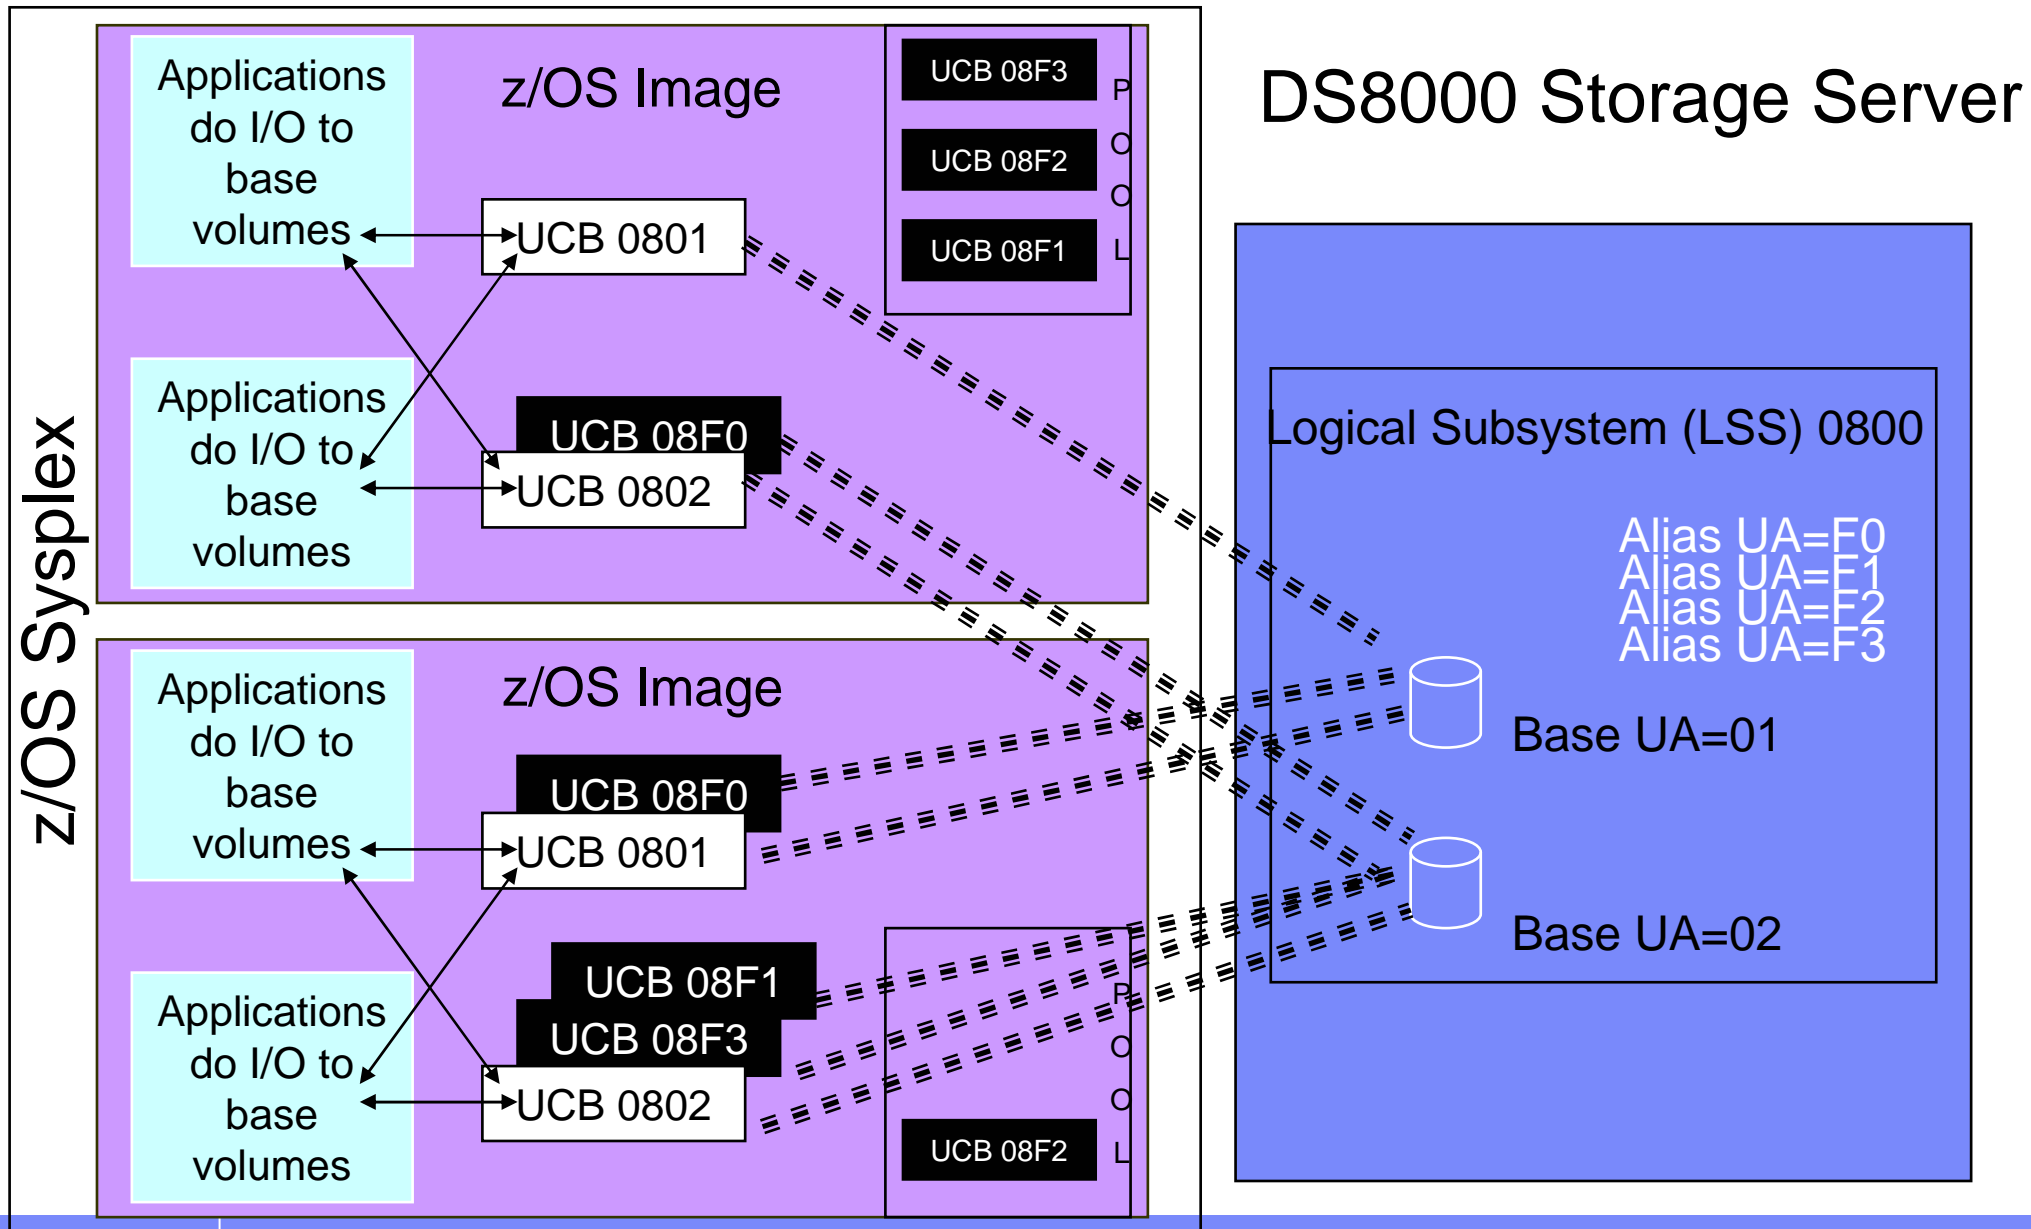 z/OS Sysplex
z/OS Image
Applications
do I/O to
base
volumes
UCB 0801
UCB 08F3
UCB 08F2
UCB 08F1
P
O
O
L
Applications
do I/O to
base
volumes
UCB 08F0
UCB 0802
z/OS Image
Applications
do I/O to
base
volumes
UCB 08F0
UCB 0801
Applications
do I/O to
base
volumes
UCB 08F1
UCB 08F3
UCB 0802
P
O
O
L
UCB 08F2
DS8000 Storage Server
Logical Subsystem (LSS) 0800
Alias UA=F0
Alias UA=F1
Alias UA=F2
Alias UA=F3
Base UA=01
Base UA=02